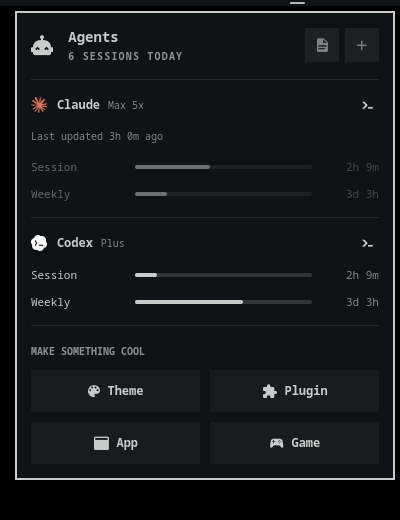 Agents
6 SESSIONS TODAY
Claude Max 5x
Last updated 3h 0m ago
Session 2h 9m
Weekly 3d 3h
Codex Plus
Session 2h 9m
Weekly 3d 3h
MAKE SOMETHING COOL
Theme
Plugin
App
Game